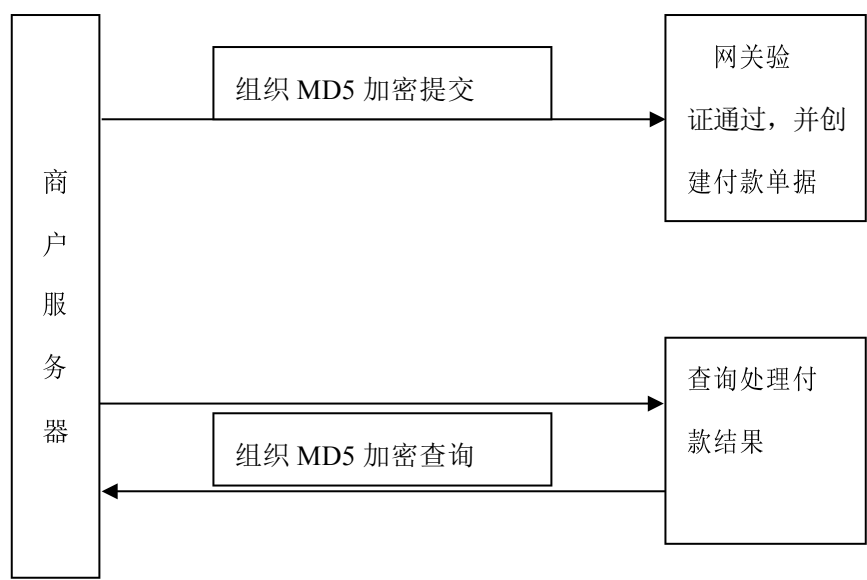 组织 MD5 加密提交
网关验
证通过，并创
建付款单据
商
户
服
务
器
查询处理付
款结果
组织 MD5 加密查询